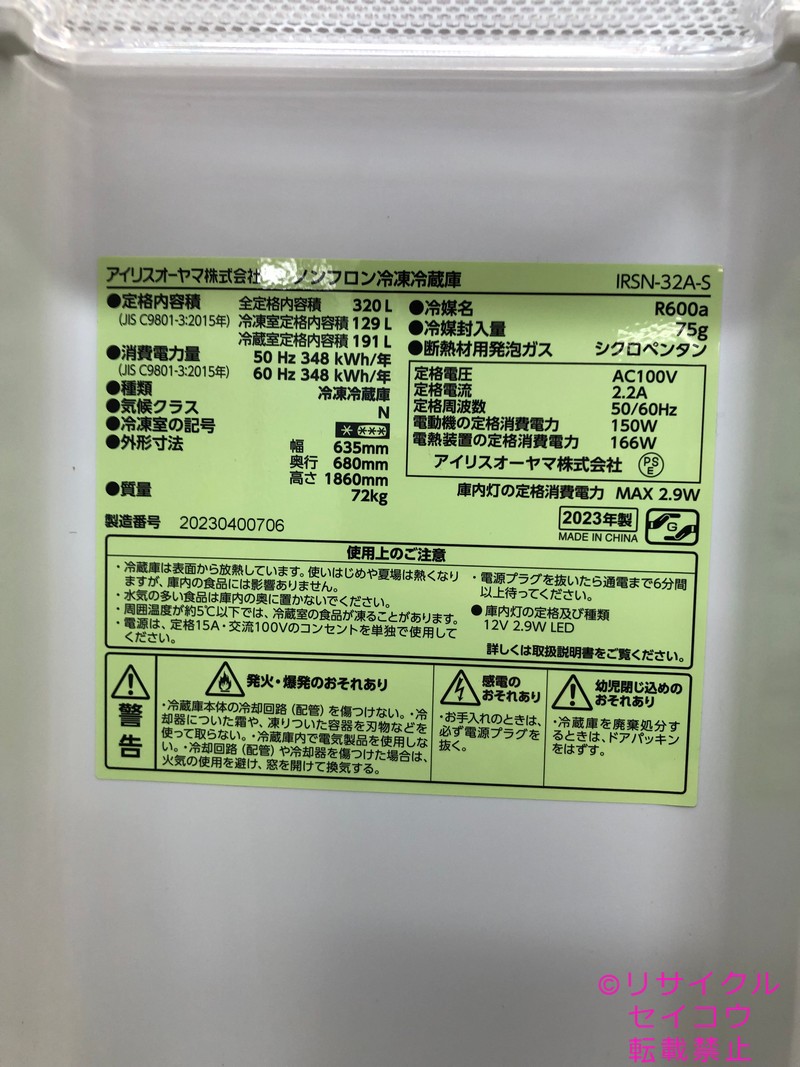 アイリスオーヤマ株式会社 ノンフロン冷凍冷蔵庫 IRSN-32A-S
●定格内容積 全定格内容積 320 L
(JIS C9801-3:2015年) 冷凍室定格内容積 129 L
冷蔵室定格内容積 191 L
●消費電力量 50 Hz 348 kWh/年
(JIS C9801-3:2015年) 60 Hz 348 kWh/年
●種類 冷凍冷蔵庫
●気候クラス N
●冷凍室の記号
●外形寸法 幅 635mm
奥行 680mm
高さ 1860mm
●質量 72kg
製造番号 20230400706
●冷媒名 R600a
●冷媒封入量 75g
●断熱材用発泡ガス シクロペンタン
定格電圧 AC100V
定格電流 2.2A
定格周波数 50/60Hz
電動機の定格消費電力 150W
電熱装置の定格消費電力 166W
アイリスオーヤマ株式会社 PSE
庫内灯の定格消費電力 MAX 2.9W
2023年製
MADE IN CHINA
G
使用上のご注意
・冷蔵庫は表面から放熱しています。使いはじめや夏場は熱くなり
ますが、庫内の食品には影響ありません。
・水気の多い食品は庫内の奥に置かないでください。
・周囲温度が約5℃以下では、冷蔵室の食品が凍ることがあります。
・電源は、定格15A・交流100Vのコンセントを単独で使用して
ください。
・電源プラグを抜いたら通電まで6分間
以上待ってください。
●庫内灯の定格及び種類
12V 2.9W LED
詳しくは取扱説明書をご覧ください。
警告
発火・爆発のおそれあり
・冷蔵庫本体の冷却回路(配管)を傷つけない。・冷
却器についた霜や、凍りついた容器を刃物などを
使って取らない。・冷蔵庫内で電気製品を使用しな
い。・冷却回路(配管)や冷却器を傷つけた場合は、
火気の使用を避け、窓を開けて換気する。
感電の
おそれあり
・お手入れのときは、
必ず電源プラグを
抜く。
幼児閉じ込めの
おそれあり
・冷蔵庫を廃棄処分す
るときは、ドアパッキン
をはずす。
©リサイクル
セイコウ
転載禁止